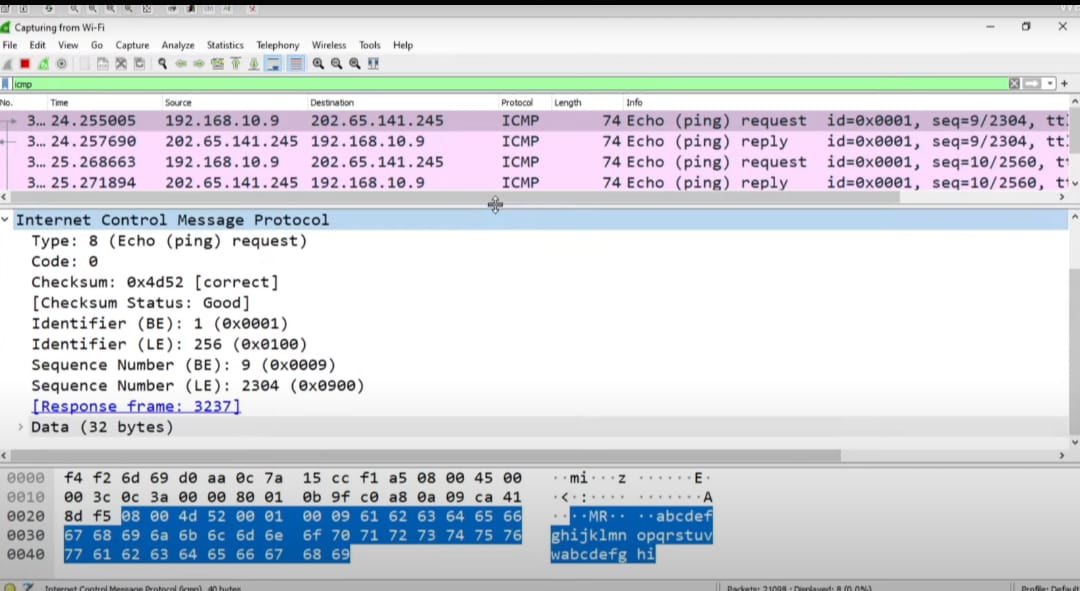 Capturing from Wi-Fi
File Edit View Go Capture Analyze Statistics Telephony Wireless Tools Help
icmp
No. Time Source Destination Protocol Length Info
3... 24.255005 192.168.10.9 202.65.141.245 ICMP 74 Echo (ping) request id=0x0001, seq=9/2304, tt
3... 24.257690 202.65.141.245 192.168.10.9 ICMP 74 Echo (ping) reply id=0x0001, seq=9/2304, tt
3... 25.268663 192.168.10.9 202.65.141.245 ICMP 74 Echo (ping) request id=0x0001, seq=10/2560, t
3... 25.271894 202.65.141.245 192.168.10.9 ICMP 74 Echo (ping) reply id=0x0001, seq=10/2560, t
Internet Control Message Protocol
Type: 8 (Echo (ping) request)
Code: 0
Checksum: 0x4d52 [correct]
[Checksum Status: Good]
Identifier (BE): 1 (0x0001)
Identifier (LE): 256 (0x0100)
Sequence Number (BE): 9 (0x0009)
Sequence Number (LE): 2304 (0x0900)
[Response frame: 3237]
Data (32 bytes)
0000 f4 f2 6d 69 d0 aa 0c 7a 15 cc f1 a5 08 00 45 00 ··mi···z ······E·
0010 00 3c 0c 3a 00 00 80 01 0b 9f c0 a8 0a 09 ca 41 ·<·:···· ·······A
0020 8d f5 08 00 4d 52 00 01 00 09 61 62 63 64 65 66 ····MR·· ··abcdef
0030 67 68 69 6a 6b 6c 6d 6e 6f 70 71 72 73 74 75 76 ghijklmn opqrstuv
0040 77 61 62 63 64 65 66 67 68 69 wabcdefg hi
Internet Control Message Protocol (icmp), 40 bytes Packets: 21098 · Displayed: 8 (0.0%) Profile: Default